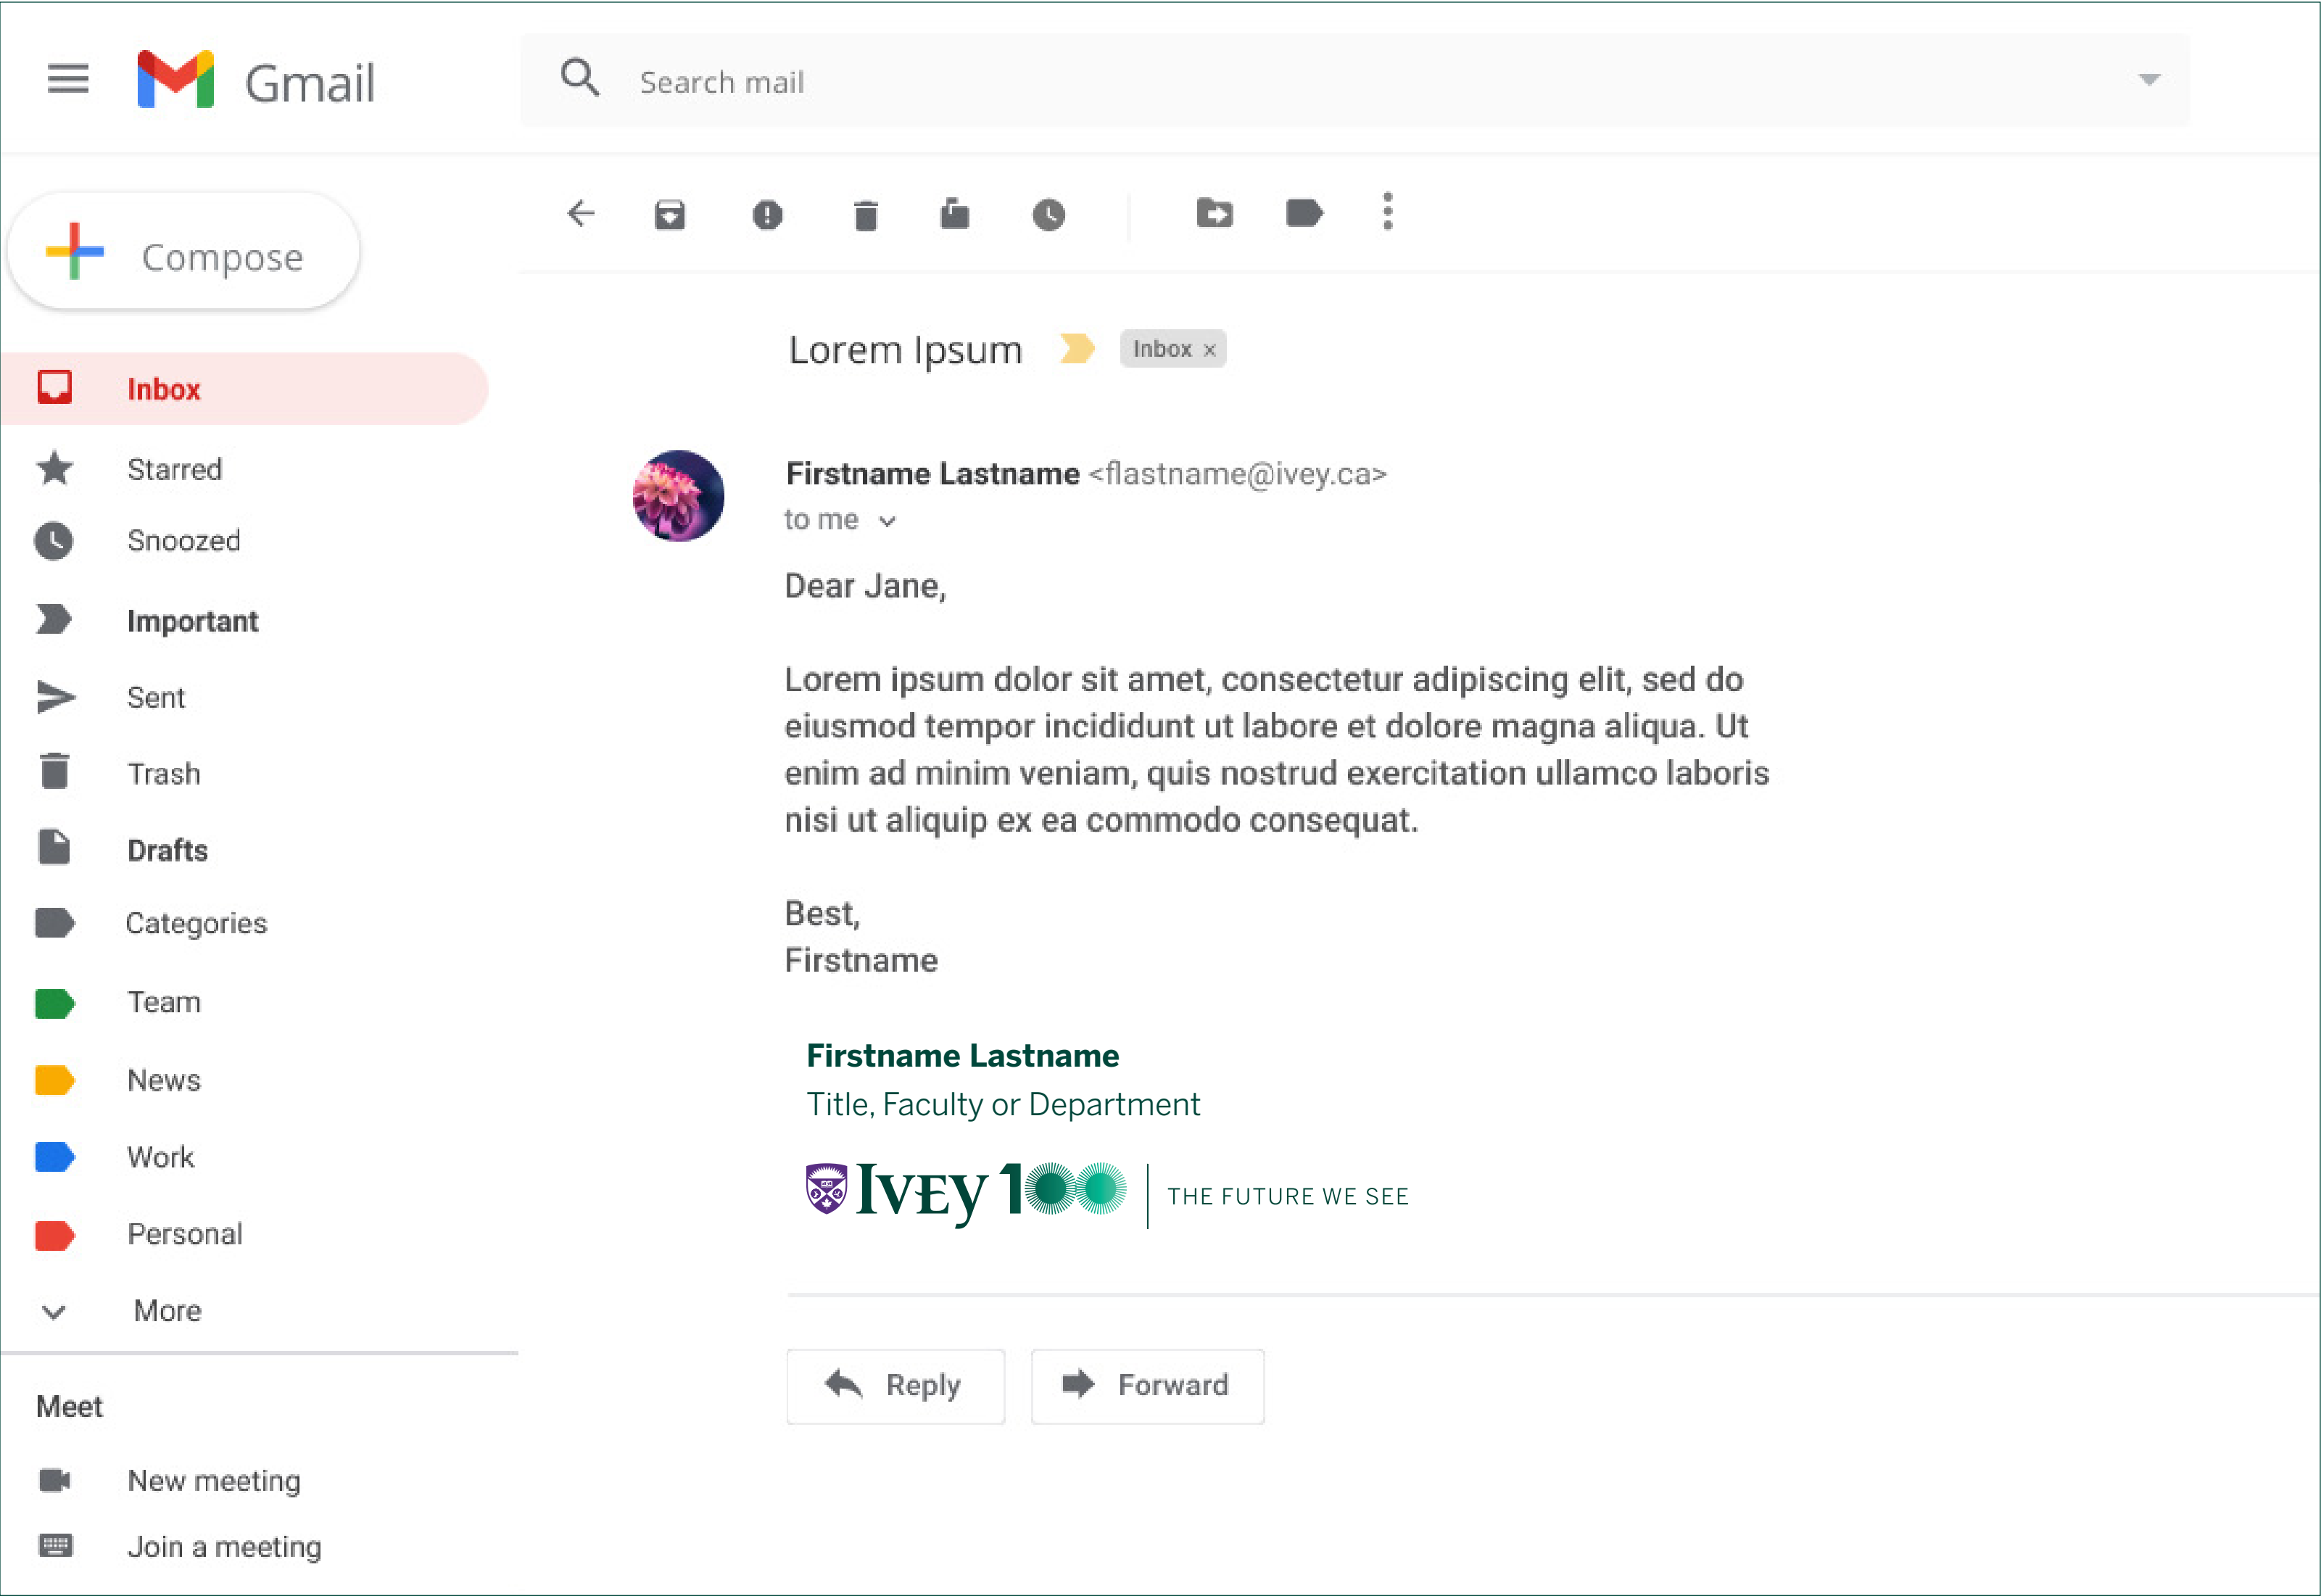 Gmail
Search mail
Compose
Inbox
Starred
Snoozed
Important
Sent
Trash
Drafts
Categories
Team
News
Work
Personal
More
Meet
New meeting
Join a meeting
Lorem Ipsum
Inbox ×
Firstname Lastname <flastname@ivey.ca>
to me
Dear Jane,
Lorem ipsum dolor sit amet, consectetur adipiscing elit, sed do
eiusmod tempor incididunt ut labore et dolore magna aliqua. Ut
enim ad minim veniam, quis nostrud exercitation ullamco laboris
nisi ut aliquip ex ea commodo consequat.
Best,
Firstname
Firstname Lastname
Title, Faculty or Department
IVEY 100 | THE FUTURE WE SEE
Reply
Forward